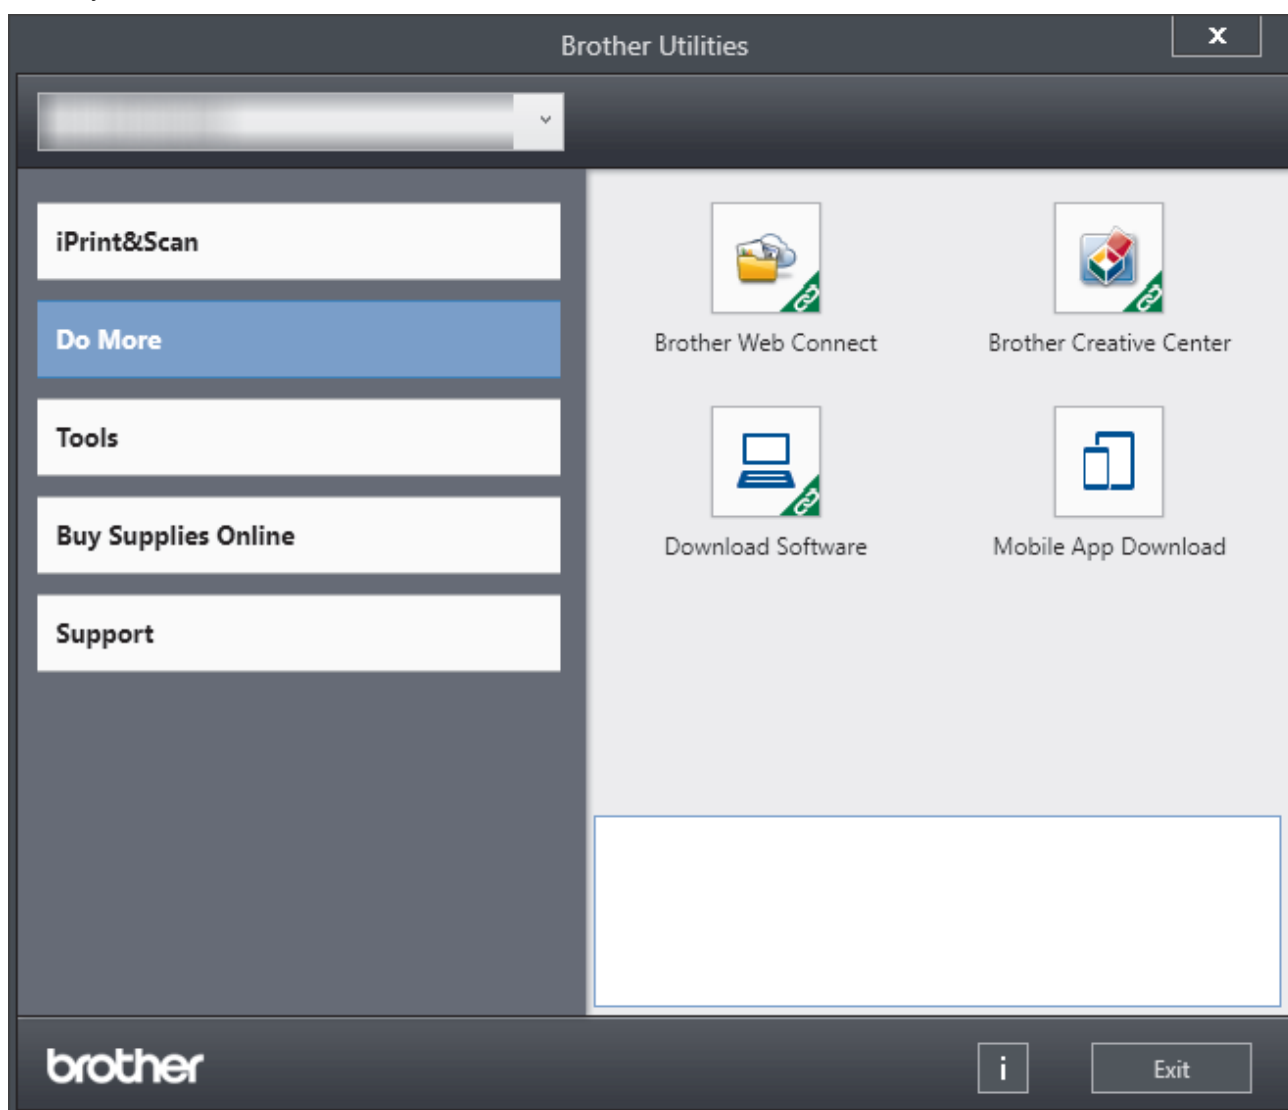 Brother Utilities
x
iPrint&Scan
Do More
Tools
Buy Supplies Online
Support
Brother Web Connect
Brother Creative Center
Download Software
Mobile App Download
brother
i
Exit